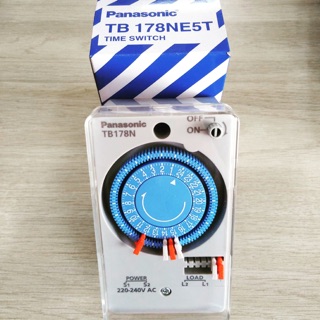 Panasonic
TB 178NE5T
TIME SWITCH
Panasonic
TB178N
OFF
ON
POWER
S1 S2
220-240V AC
LOAD
L2 L1